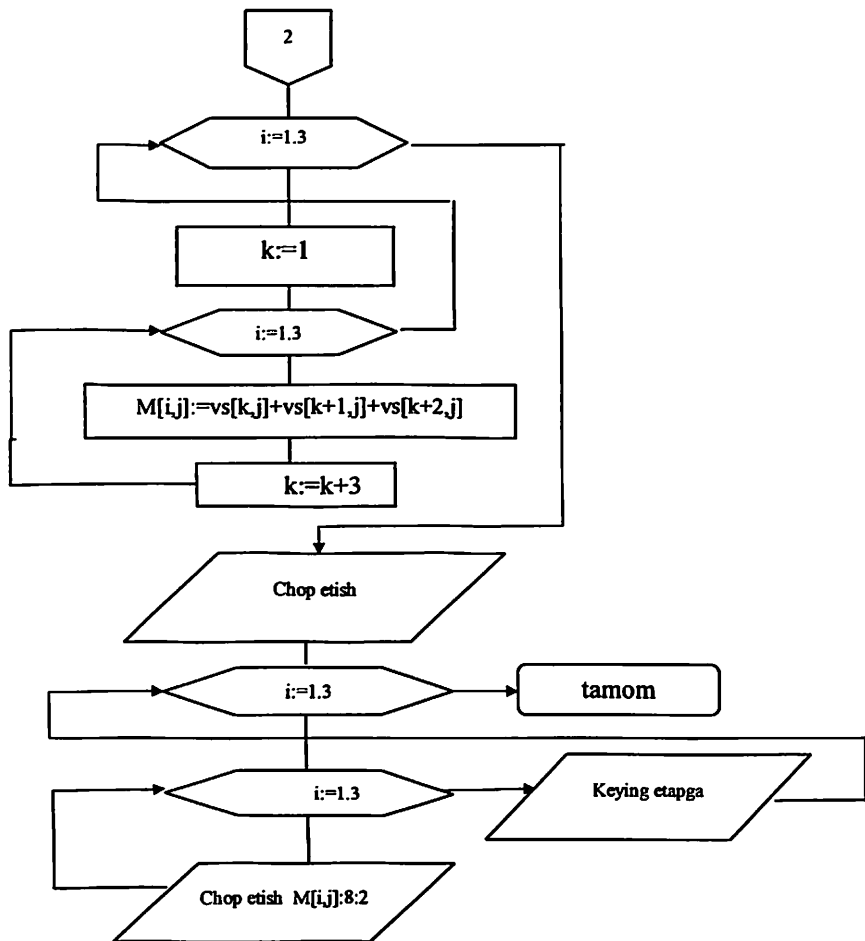 2
i:=1.3
k:=1
i:=1.3
M[i,j]:=vs[k,j]+vs[k+1,j]+vs[k+2,j]
k:=k+3
Chop etish
i:=1.3
tamom
i:=1.3
Keying etapga
Chop etish M[i,j]:8:2